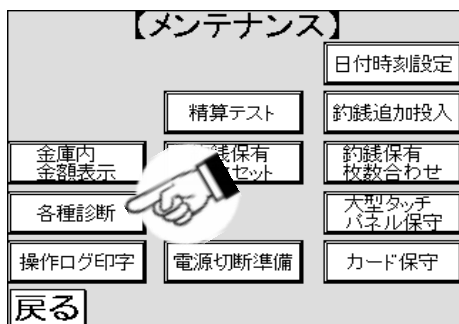 【メンテナンス】
日付時刻設定
精算テスト
釣銭追加投入
金庫内
金額表示
銭保有
セット
釣銭保有
枚数合わせ
各種診断
大型タッチ
パネル保守
操作ログ印字
電源切断準備
カード保守
戻る